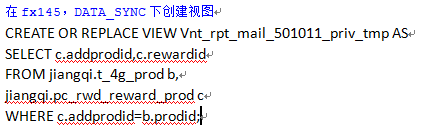 在 fx145，DATA_SYNC 下创建视图
CREATE OR REPLACE VIEW Vnt_rpt_mail_501011_priv_tmp AS
SELECT c.addprodid,c.rewardid
FROM jiangqi.t_4g_prod b,
jiangqi.pc_rwd_reward_prod c
WHERE c.addprodid=b.prodid;